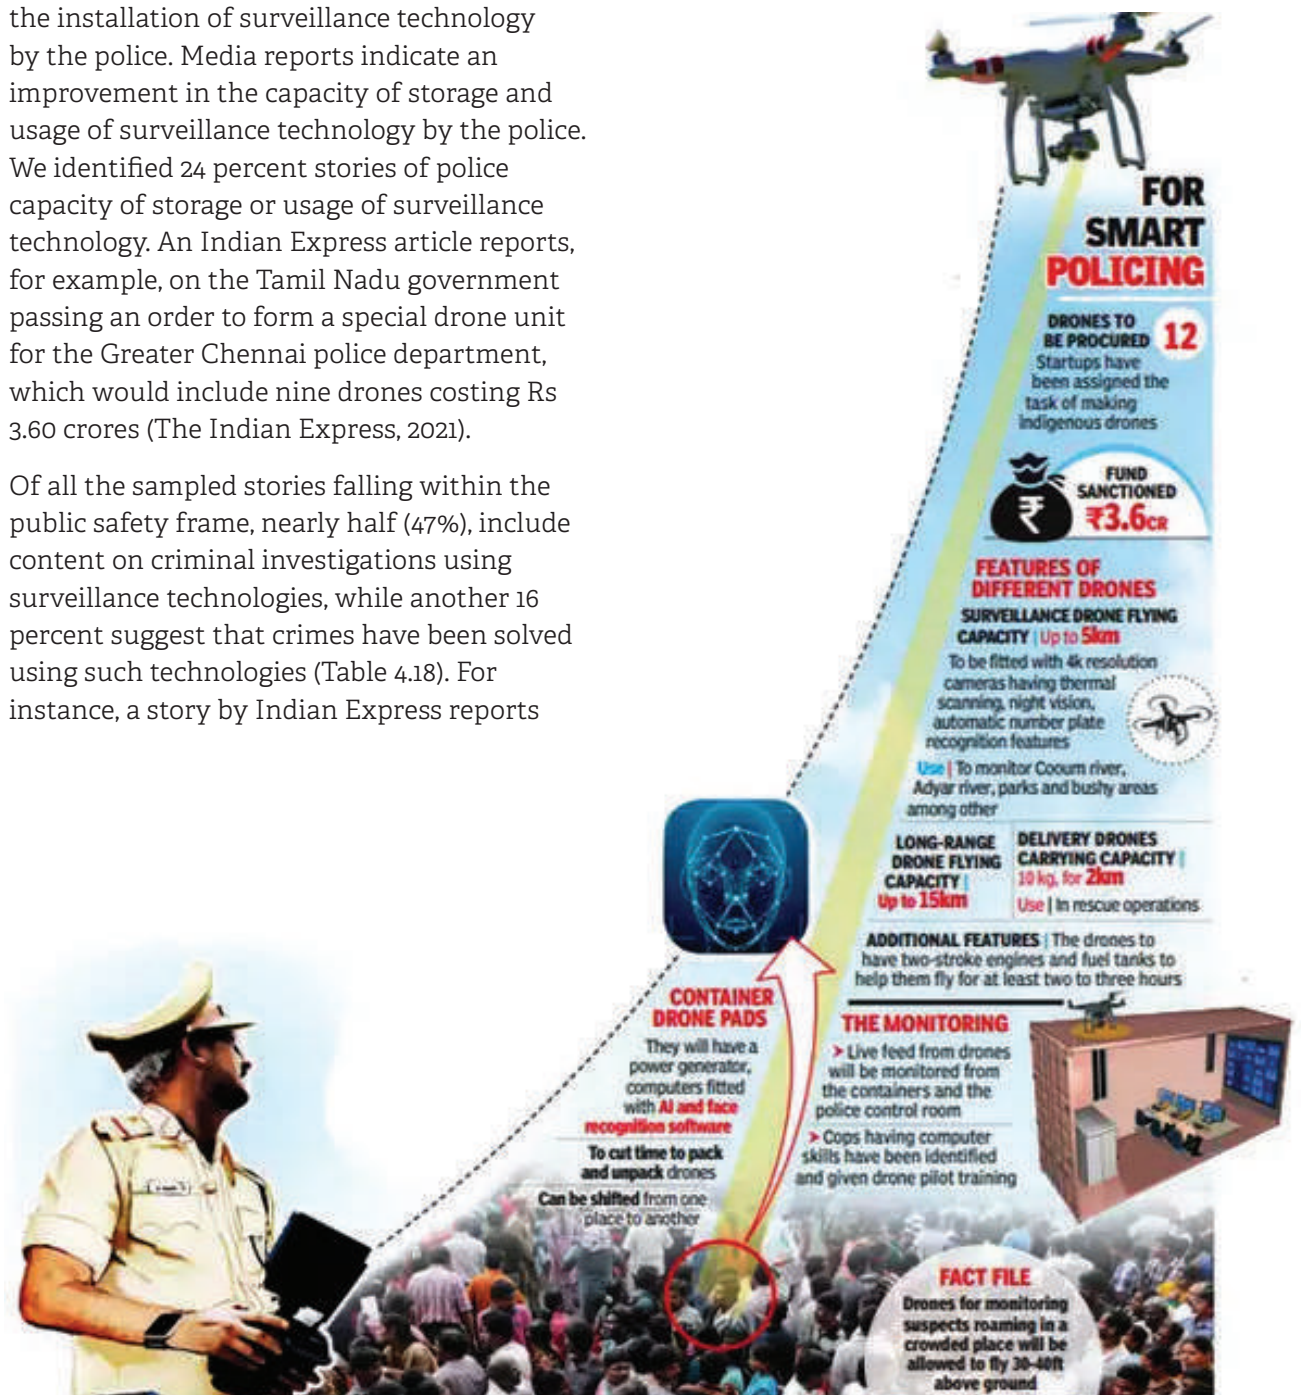 the installation of surveillance technology
by the police. Media reports indicate an
improvement in the capacity of storage and
usage of surveillance technology by the police.
We identified 24 percent stories of police
capacity of storage or usage of surveillance
technology. An Indian Express article reports,
for example, on the Tamil Nadu government
passing an order to form a special drone unit
for the Greater Chennai police department,
which would include nine drones costing Rs
3.60 crores (The Indian Express, 2021).
Of all the sampled stories falling within the
public safety frame, nearly half (47%), include
content on criminal investigations using
surveillance technologies, while another 16
percent suggest that crimes have been solved
using such technologies (Table 4.18). For
instance, a story by Indian Express reports
FOR
SMART
POLICING
DRONES TO
BE PROCURED 12
Startups have
been assigned the
task of making
indigenous drones
FUND
SANCTIONED
₹3.6CR
₹
FEATURES OF
DIFFERENT DRONES
SURVEILLANCE DRONE FLYING
CAPACITY | Up to 5km
To be fitted with 4k resolution
cameras having thermal
scanning, night vision,
automatic number plate
recognition features
Use | To monitor Cooum river,
Adyar river, parks and bushy areas
among other
LONG-RANGE
DRONE FLYING
CAPACITY |
Up to 15km
DELIVERY DRONES
CARRYING CAPACITY |
10 kg, for 2km
Use | In rescue operations
ADDITIONAL FEATURES | The drones to
have two-stroke engines and fuel tanks to
help them fly for at least two to three hours
CONTAINER
DRONE PADS
They will have a
power generator,
computers fitted
with AI and face
recognition software
To cut time to pack
and unpack drones
Can be shifted from one
place to another
THE MONITORING
➤ Live feed from drones
will be monitored from
the containers and the
police control room
➤ Cops having computer
skills have been identified
and given drone pilot training
FACT FILE
Drones for monitoring
suspects roaming in a
crowded place will be
allowed to fly 30-40ft
above ground